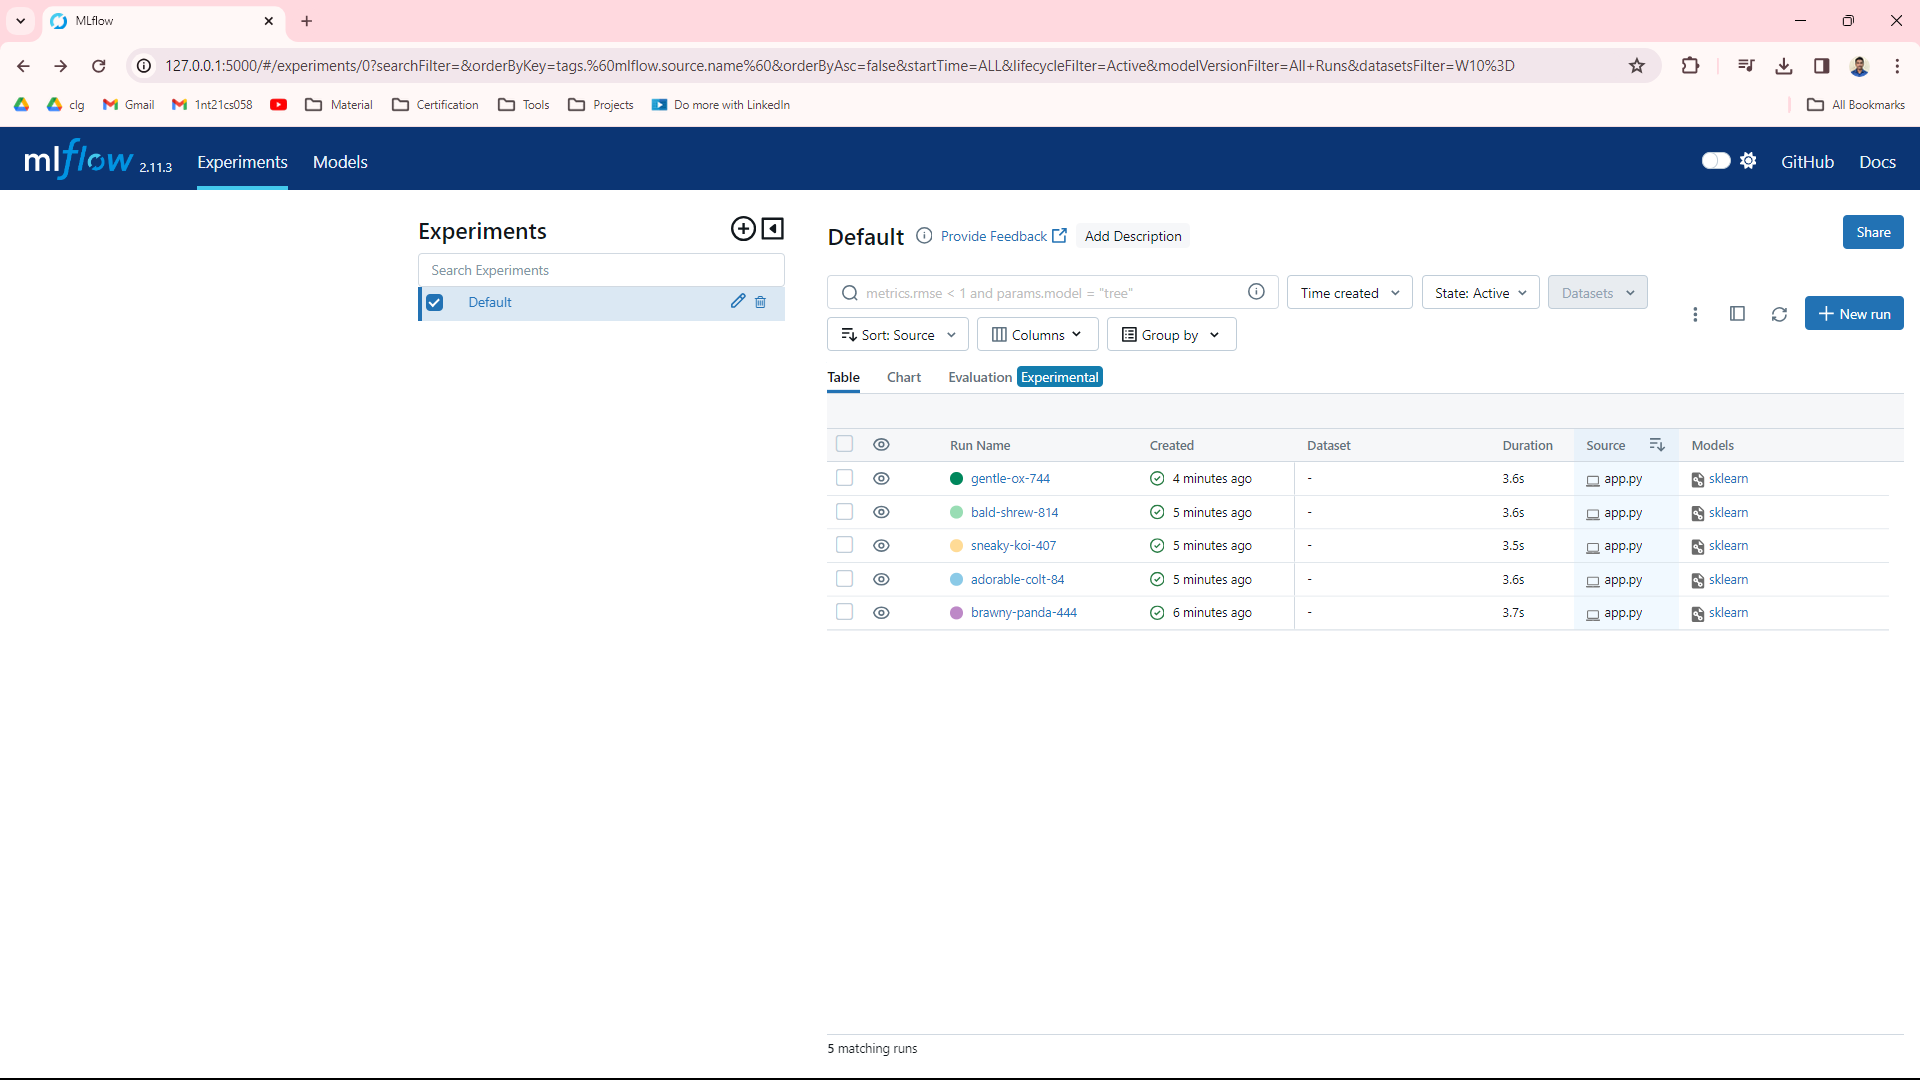 MLflow
127.0.0.1:5000/#/experiments/0?searchFilter=&orderByKey=tags.%60mlflow.source.name%60&orderByAsc=false&startTime=ALL&lifecycleFilter=Active&modelVersionFilter=All+Runs&datasetsFilter=W10%3D
clg Gmail 1nt21cs058 Material Certification Tools Projects Do more with LinkedIn All Bookmarks
mlflow 2.11.3 Experiments Models GitHub Docs
Experiments
Search Experiments
Default
Default Provide Feedback Add Description Share
metrics.rmse < 1 and params.model = "tree" Time created State: Active Datasets
New run
Sort: Source Columns Group by
Table Chart Evaluation Experimental
Run Name Created Dataset Duration Source Models
gentle-ox-744 4 minutes ago - 3.6s app.py sklearn
bald-shrew-814 5 minutes ago - 3.6s app.py sklearn
sneaky-koi-407 5 minutes ago - 3.5s app.py sklearn
adorable-colt-84 5 minutes ago - 3.6s app.py sklearn
brawny-panda-444 6 minutes ago - 3.7s app.py sklearn
5 matching runs